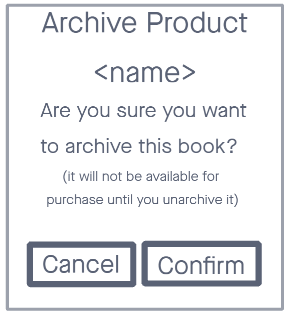 Archive Product
<name>
Are you sure you want
to archive this book?
(it will not be available for
purchase until you unarchive it)
Cancel
Confirm